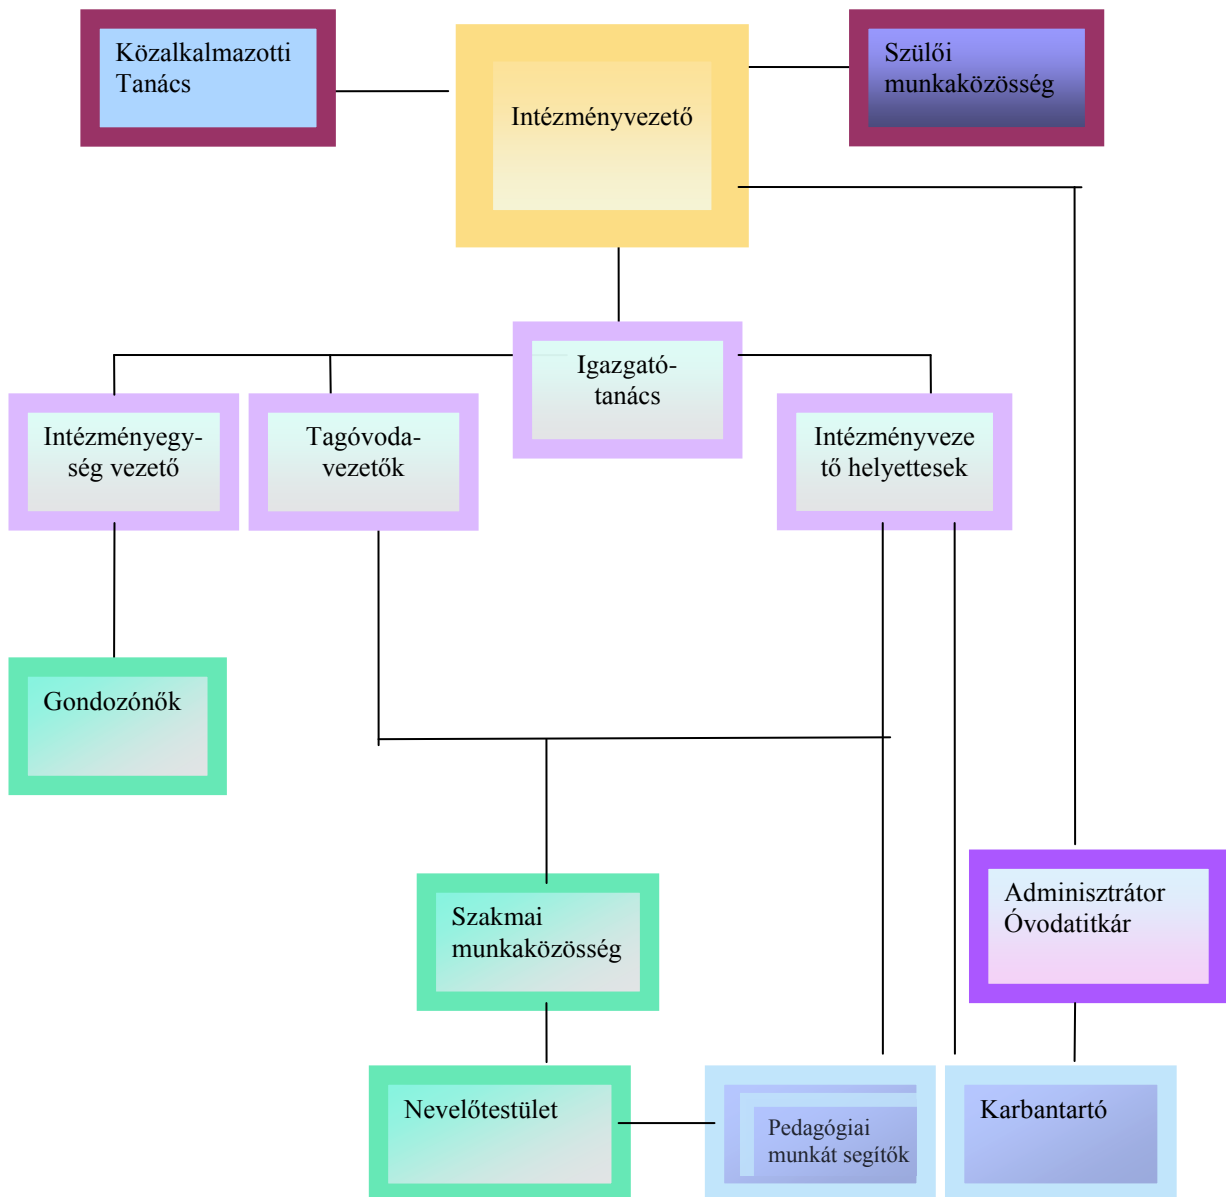 Közalkalmazotti
Tanács
Intézményvezető
Szülői
munkaközösség
Igazgató-
tanács
Intézményegy-
ség vezető
Tagóvoda-
vezetők
Intézményveze
tő helyettesek
Gondozónők
Szakmai
munkaközösség
Adminisztrátor
Óvodatitkár
Nevelőtestület
Pedagógiai
munkát segítők
Karbantartó